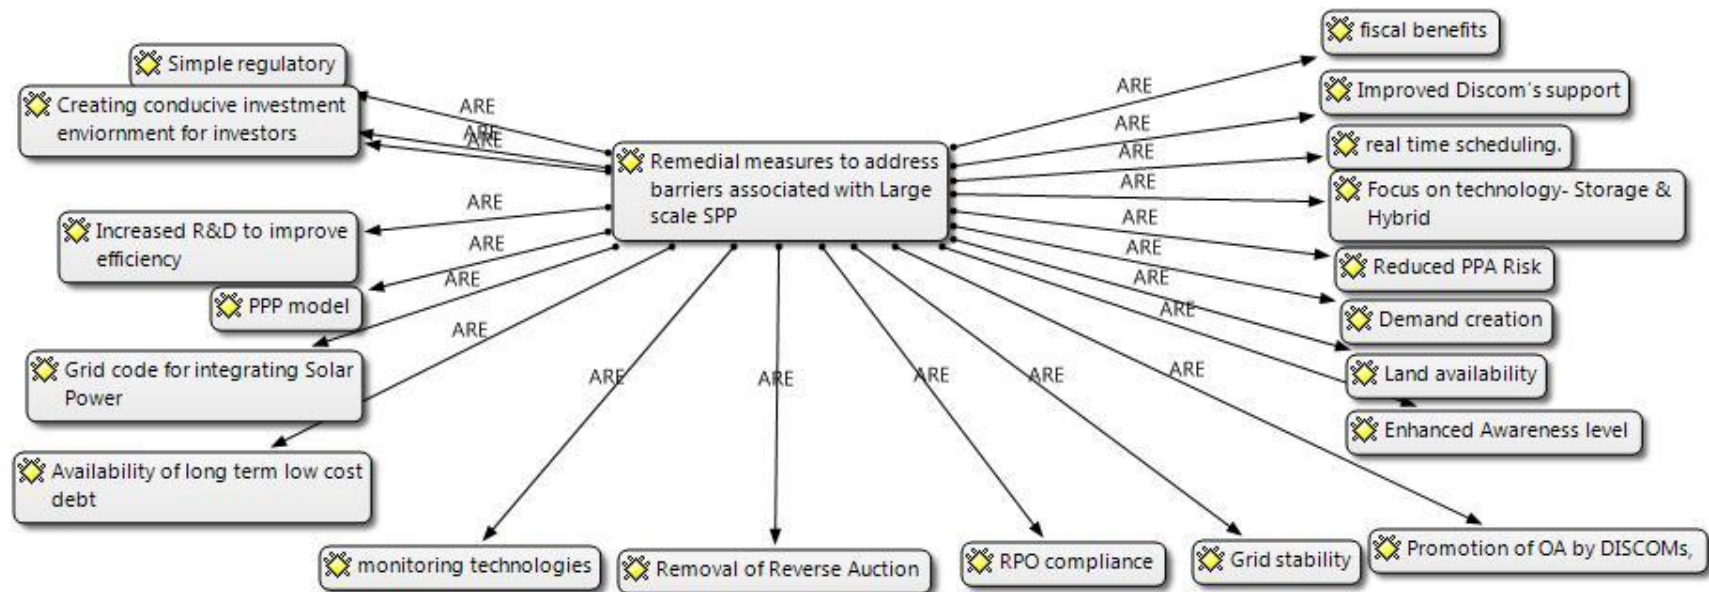 Simple regulatory
Creating conducive investment
enviornment for investors
Increased R&D to improve
efficiency
PPP model
Grid code for integrating Solar
Power
Availability of long term low cost
debt
ARE
ARE
ARE
ARE
ARE
ARE
ARE
Remedial measures to address
barriers associated with Large
scale SPP
ARE
ARE
ARE
ARE
ARE
ARE
ARE
ARE
ARE
ARE
ARE
ARE
ARE
fiscal benefits
Improved Discom's support
real time scheduling.
Focus on technology- Storage &
Hybrid
Reduced PPA Risk
Demand creation
Land availability
Enhanced Awareness level
monitoring technologies
Removal of Reverse Auction
RPO compliance
Grid stability
Promotion of OA by DISCOMs,